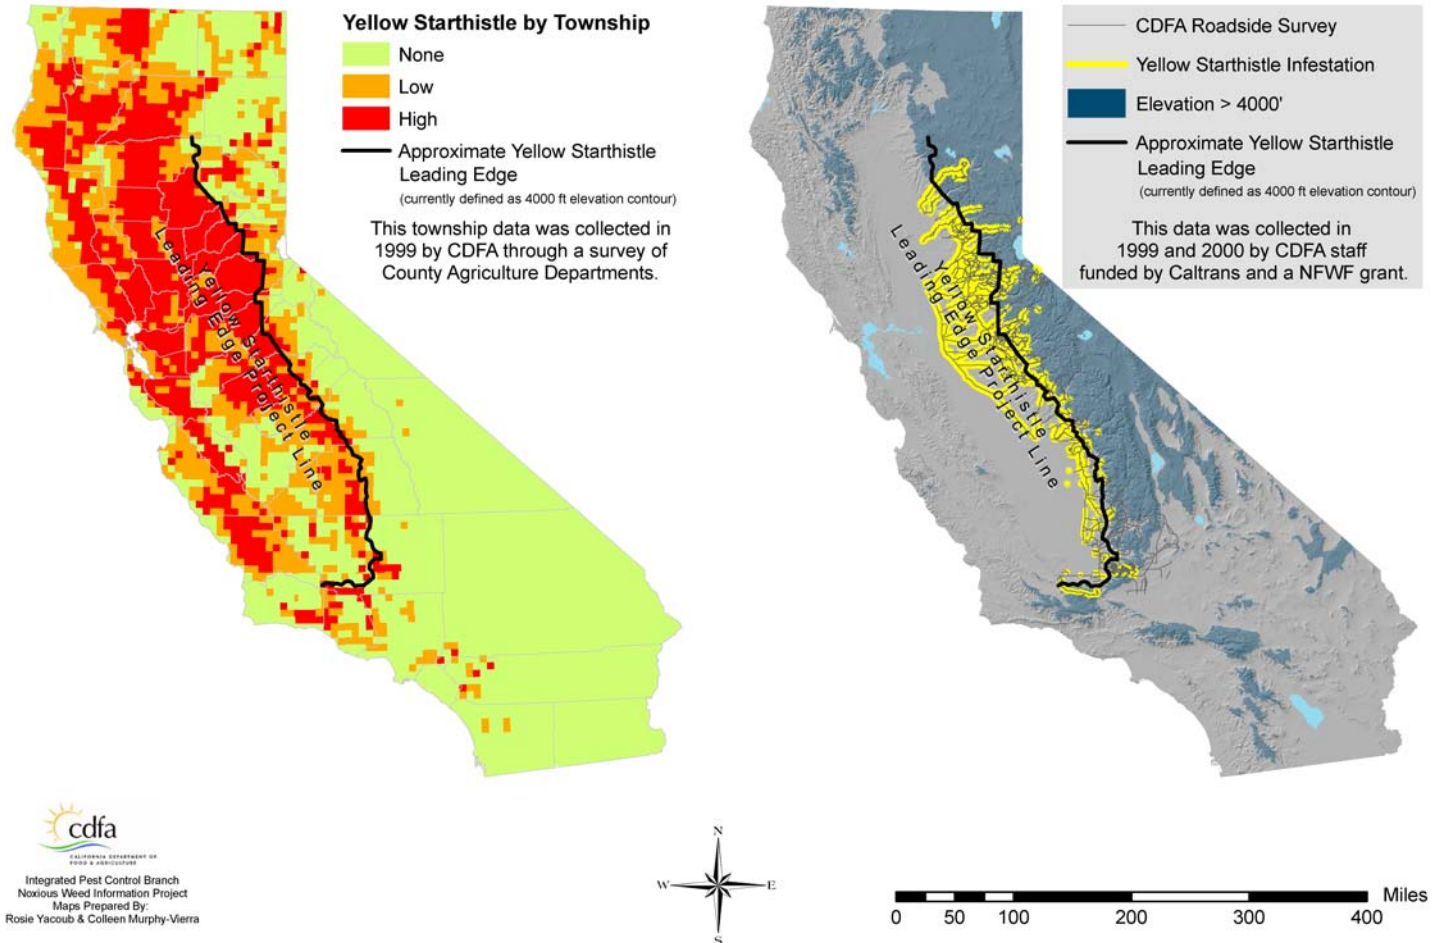 Yellow Starthistle by Township
None
Low
High
Approximate Yellow Starthistle
Leading Edge
(currently defined as 4000 ft elevation contour)
This township data was collected in
1999 by CDFA through a survey of
County Agriculture Departments.
Yellow Starthistle
Leading Edge Project Line
CDFA Roadside Survey
Yellow Starthistle Infestation
Elevation > 4000'
Approximate Yellow Starthistle
Leading Edge
(currently defined as 4000 ft elevation contour)
This data was collected in
1999 and 2000 by CDFA staff
funded by Caltrans and a NFWF grant.
Yellow Starthistle
Leading Edge Project Line
cdfa
CALIFORNIA DEPARTMENT OF
FOOD & AGRICULTURE
Integrated Pest Control Branch
Noxious Weed Information Project
Maps Prepared By:
Rosie Yacoub & Colleen Murphy-Vierra
N
W E
S
Miles
0 50 100 200 300 400